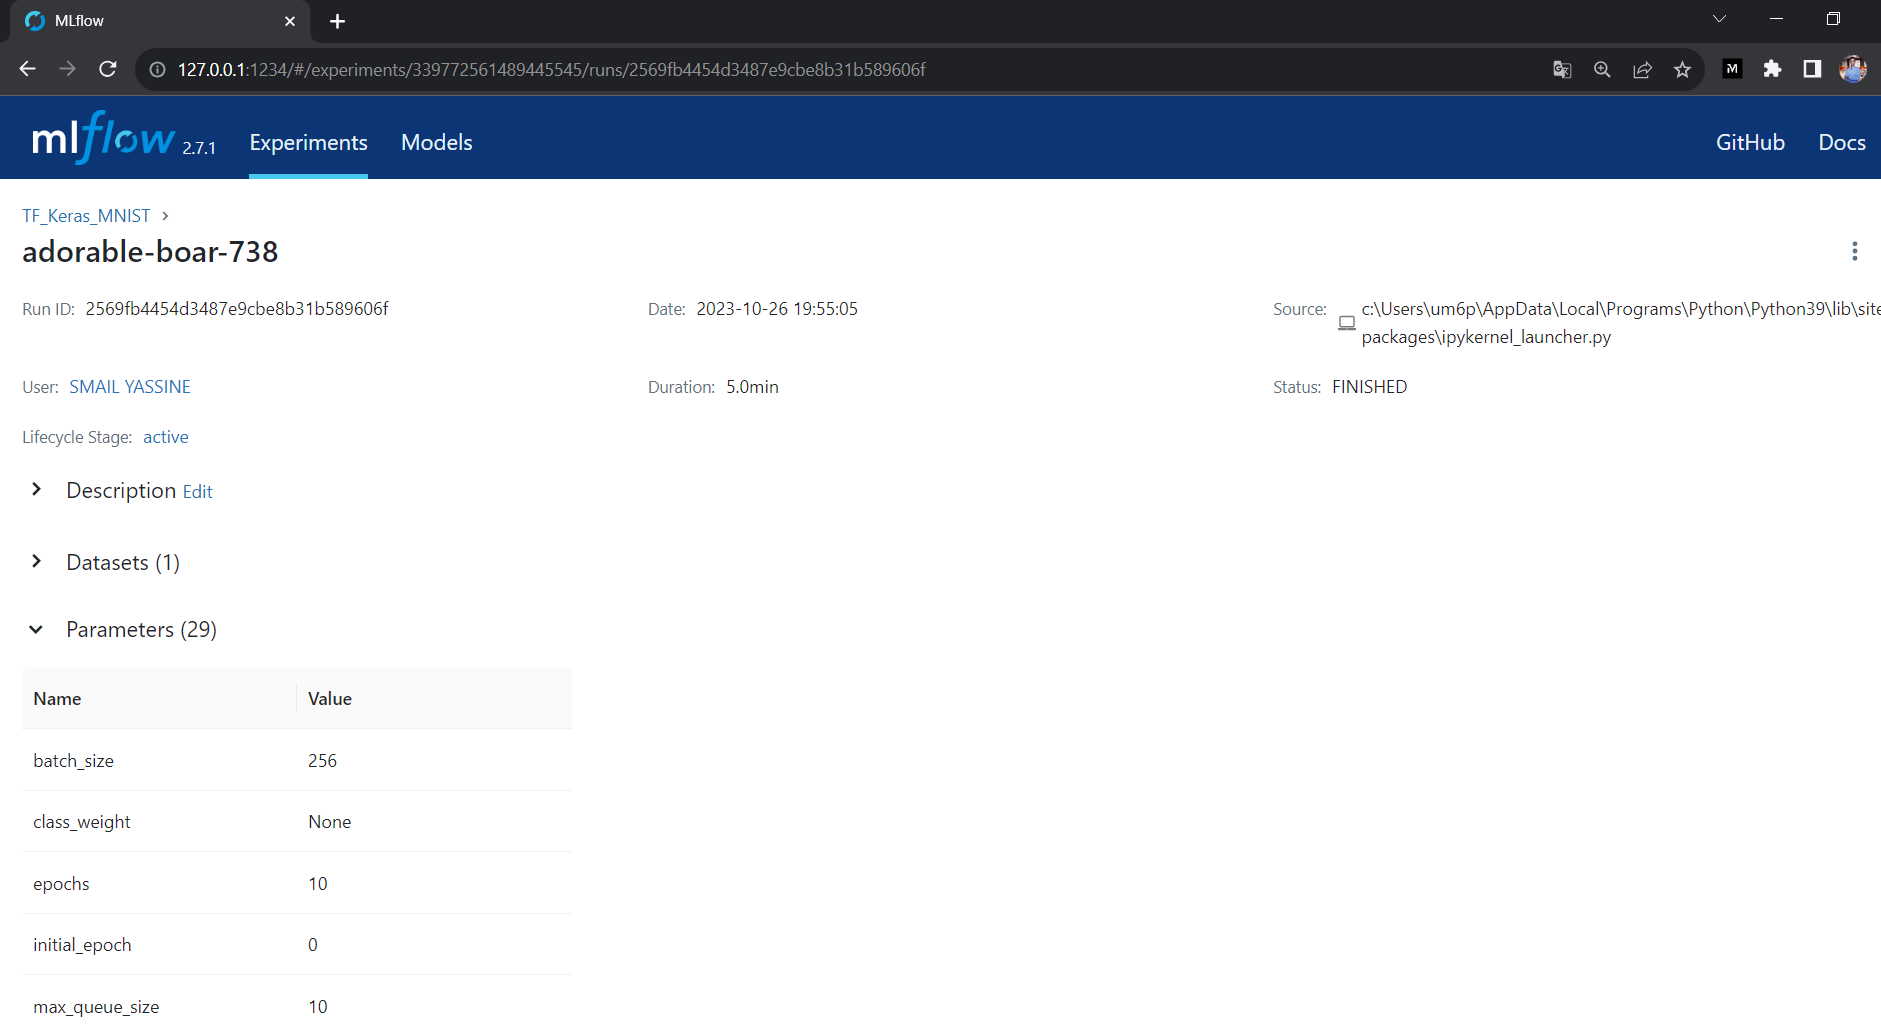 MLflow
127.0.0.1:1234/#/experiments/339772561489445545/runs/2569fb4454d3487e9cbe8b31b589606f
mlflow 2.7.1 Experiments Models GitHub Docs
TF_Keras_MNIST
adorable-boar-738
Run ID: 2569fb4454d3487e9cbe8b31b589606f Date: 2023-10-26 19:55:05 Source: c:\Users\um6p\AppData\Local\Programs\Python\Python39\lib\site
packages\ipykernel_launcher.py
User: SMAIL YASSINE Duration: 5.0min Status: FINISHED
Lifecycle Stage: active
Description Edit
Datasets (1)
Parameters (29)
Name Value
batch_size 256
class_weight None
epochs 10
initial_epoch 0
max_queue_size 10